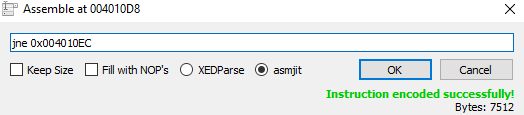 Assemble at 004010D8
jne 0x004010EC
Keep Size Fill with NOP's XEDParse asmjit OK Cancel
Instruction encoded successfully!
Bytes: 7512